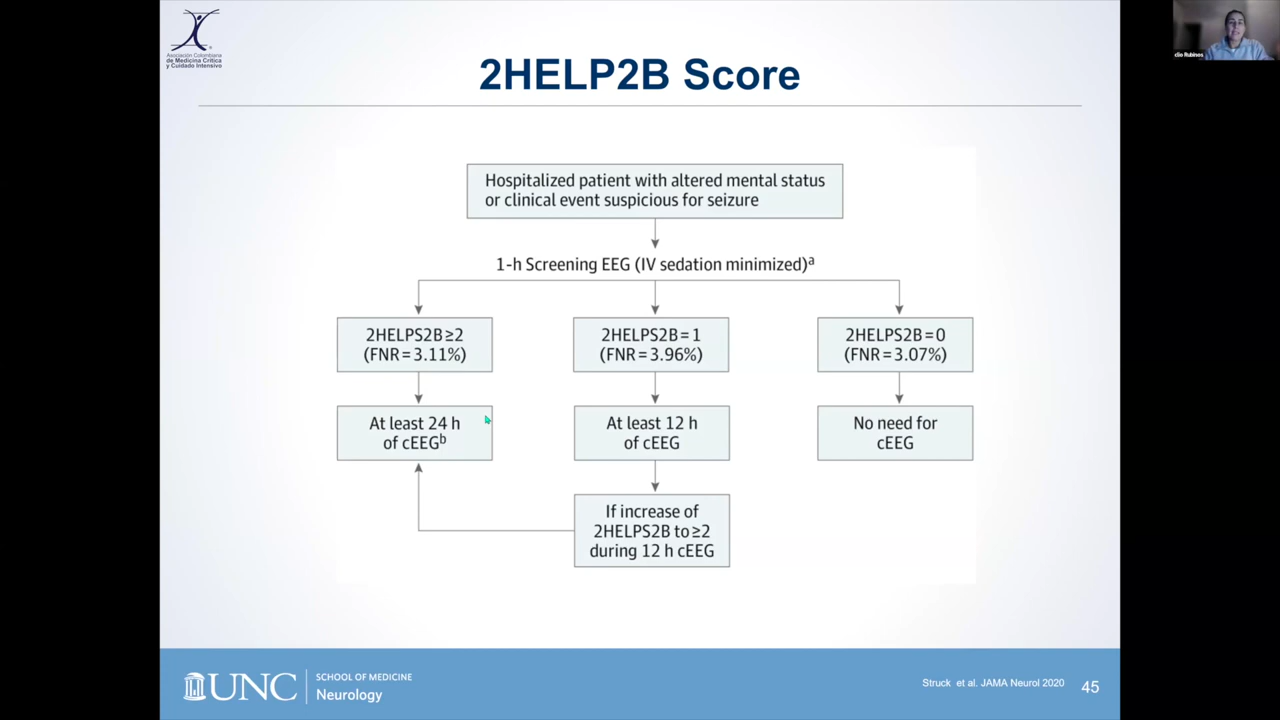 Asociación Colombiana
de Medicina Crítica
y Cuidado Intensivo
2HELP2B Score
clio Rubinos
Hospitalized patient with altered mental status
or clinical event suspicious for seizure
1-h Screening EEG (IV sedation minimized)ᵃ
2HELPS2B≥2
(FNR=3.11%)
2HELPS2B=1
(FNR=3.96%)
2HELPS2B=0
(FNR=3.07%)
At least 24 h
of cEEGᵇ
At least 12 h
of cEEG
No need for
cEEG
If increase of
2HELPS2B to ≥2
during 12 h cEEG
UNC
SCHOOL OF MEDICINE
Neurology
Struck et al. JAMA Neurol 2020
45